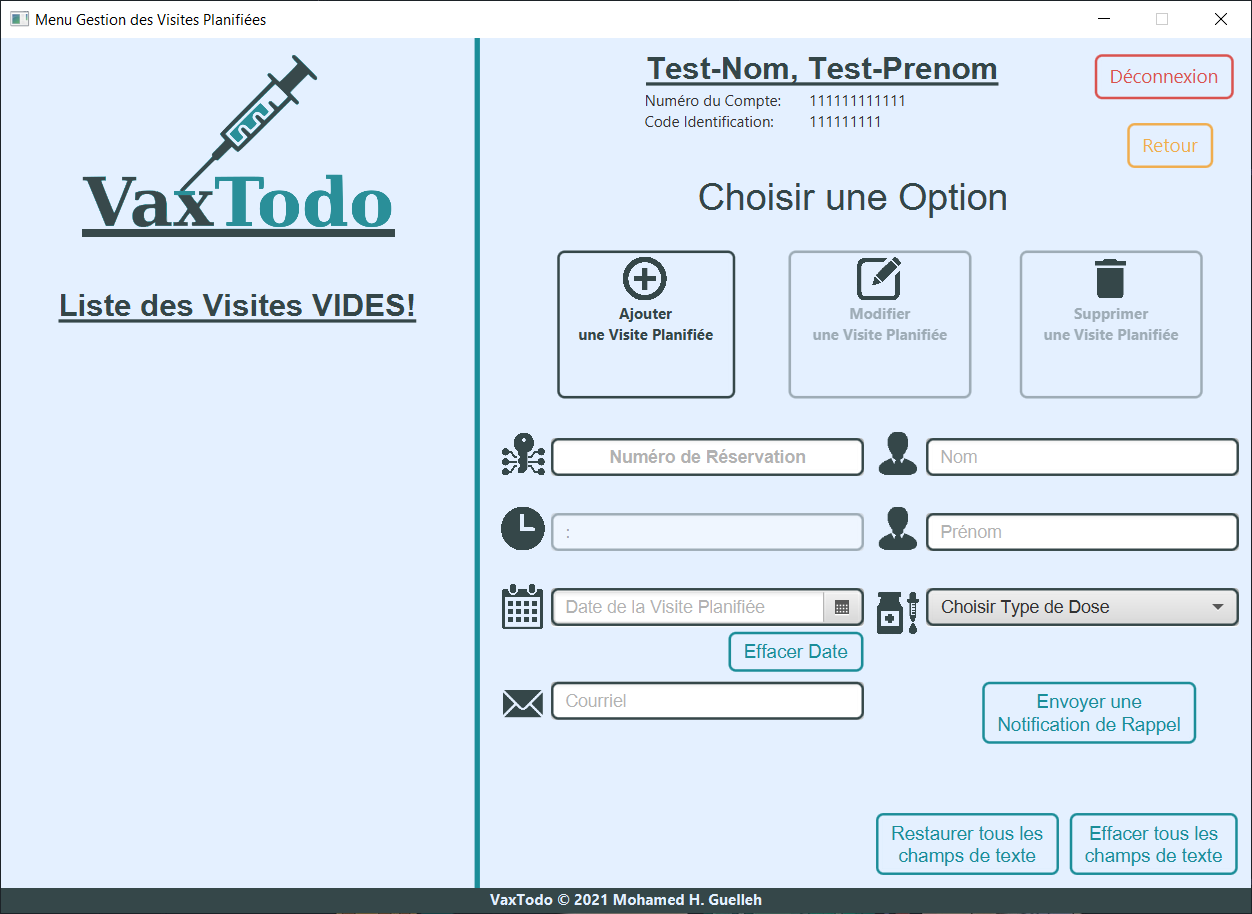 Menu Gestion des Visites Planifiées
VaxTodo
Liste des Visites VIDES!
Test-Nom, Test-Prenom
Numéro du Compte: 111111111111
Code Identification: 111111111
Déconnexion
Retour
Choisir une Option
Ajouter
une Visite Planifiée
Modifier
une Visite Planifiée
Supprimer
une Visite Planifiée
Numéro de Réservation
Nom
:
Prénom
Date de la Visite Planifiée
Choisir Type de Dose
Effacer Date
Courriel
Envoyer une
Notification de Rappel
Restaurer tous les
champs de texte
Effacer tous les
champs de texte
VaxTodo © 2021 Mohamed H. Guelleh